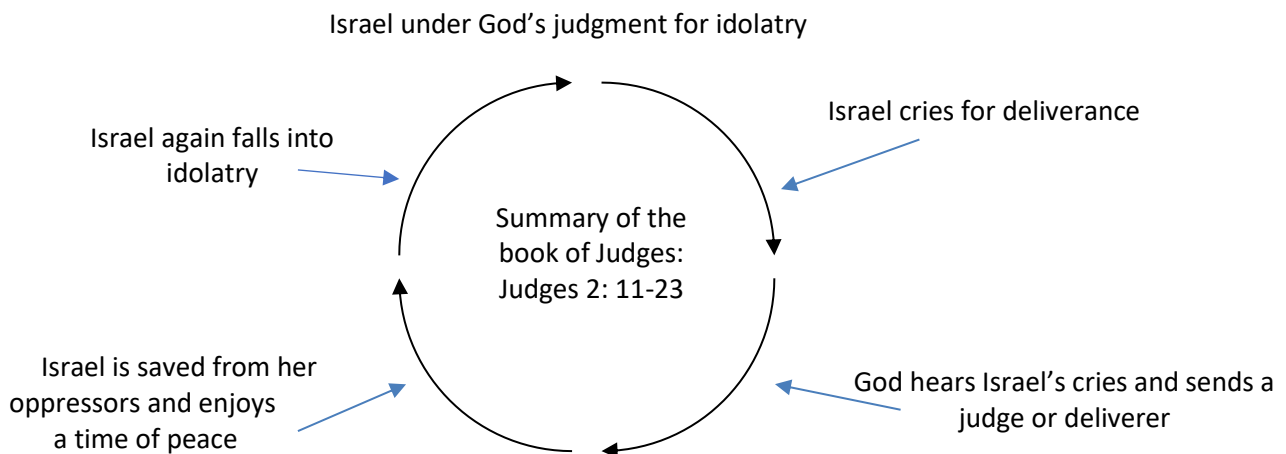 Israel under God’s judgment for idolatry
Israel cries for deliverance
Israel again falls into
idolatry
Summary of the
book of Judges:
Judges 2: 11-23
Israel is saved from her
oppressors and enjoys
a time of peace
God hears Israel’s cries and sends a
judge or deliverer